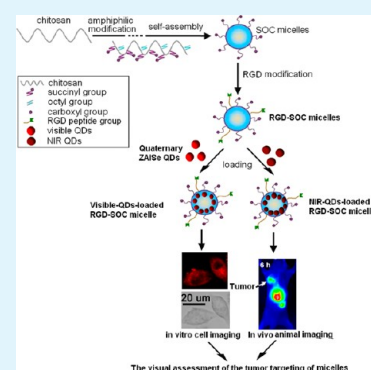 chitosan
amphiphilic
modification
self-assembly
SOC micelles
RGD modification
chitosan
succinyl group
octyl group
carboxyl group
RGD peptide group
visible QDs
NIR QDs
RGD-SOC micelles
Quaternary
ZAISe QDs
loading
Visible-QDs-loaded
RGD-SOC micelle
NIR-QDs-loaded
RGD-SOC micell
6 h
Tumor
20 um
in vitro cell imaging
In vivo animal imaging
The visual assessment of the tumor targeting of micelles